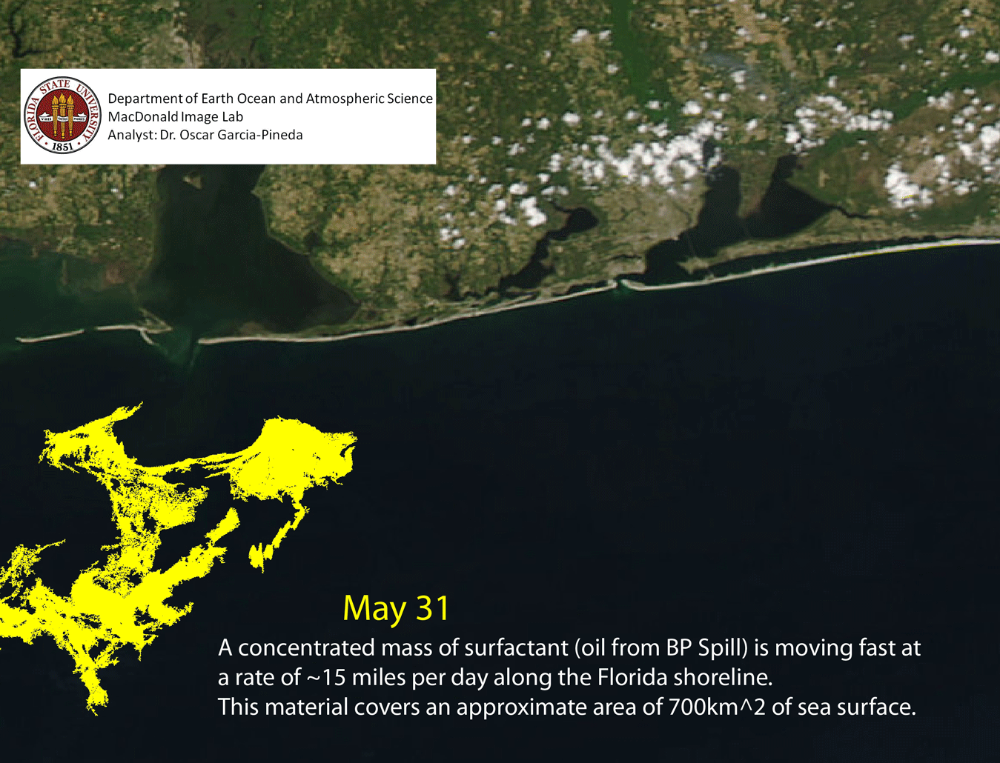 FLORIDA STATE UNIVERSITY
VIRES ARTES MORES
1851
Department of Earth Ocean and Atmospheric Science
MacDonald Image Lab
Analyst: Dr. Oscar Garcia-Pineda
May 31
A concentrated mass of surfactant (oil from BP Spill) is moving fast at
a rate of ~15 miles per day along the Florida shoreline.
This material covers an approximate area of 700km^2 of sea surface.